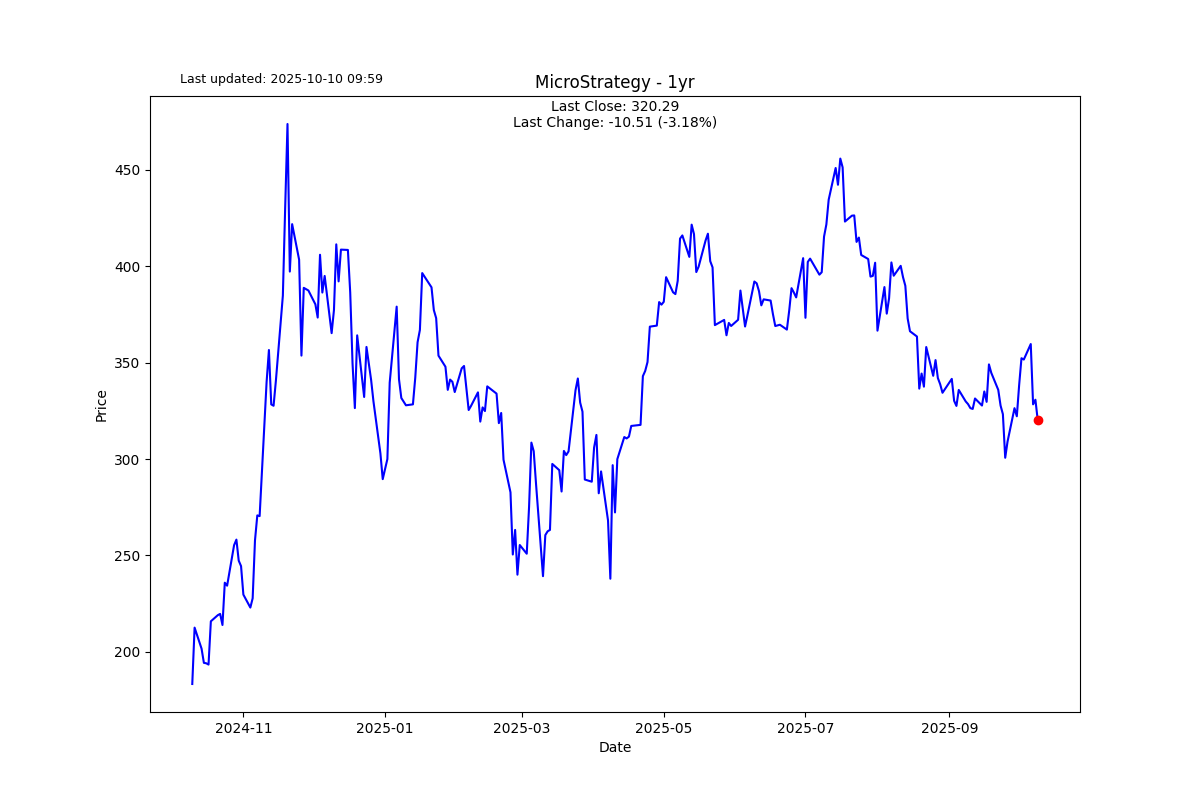 Last updated: 2025-10-10 09:59
MicroStrategy - 1yr
Last Close: 320.29
Last Change: -10.51 (-3.18%)
450
400
350
300
250
200
Price
2024-11
2025-01
2025-03
2025-05
2025-07
2025-09
Date